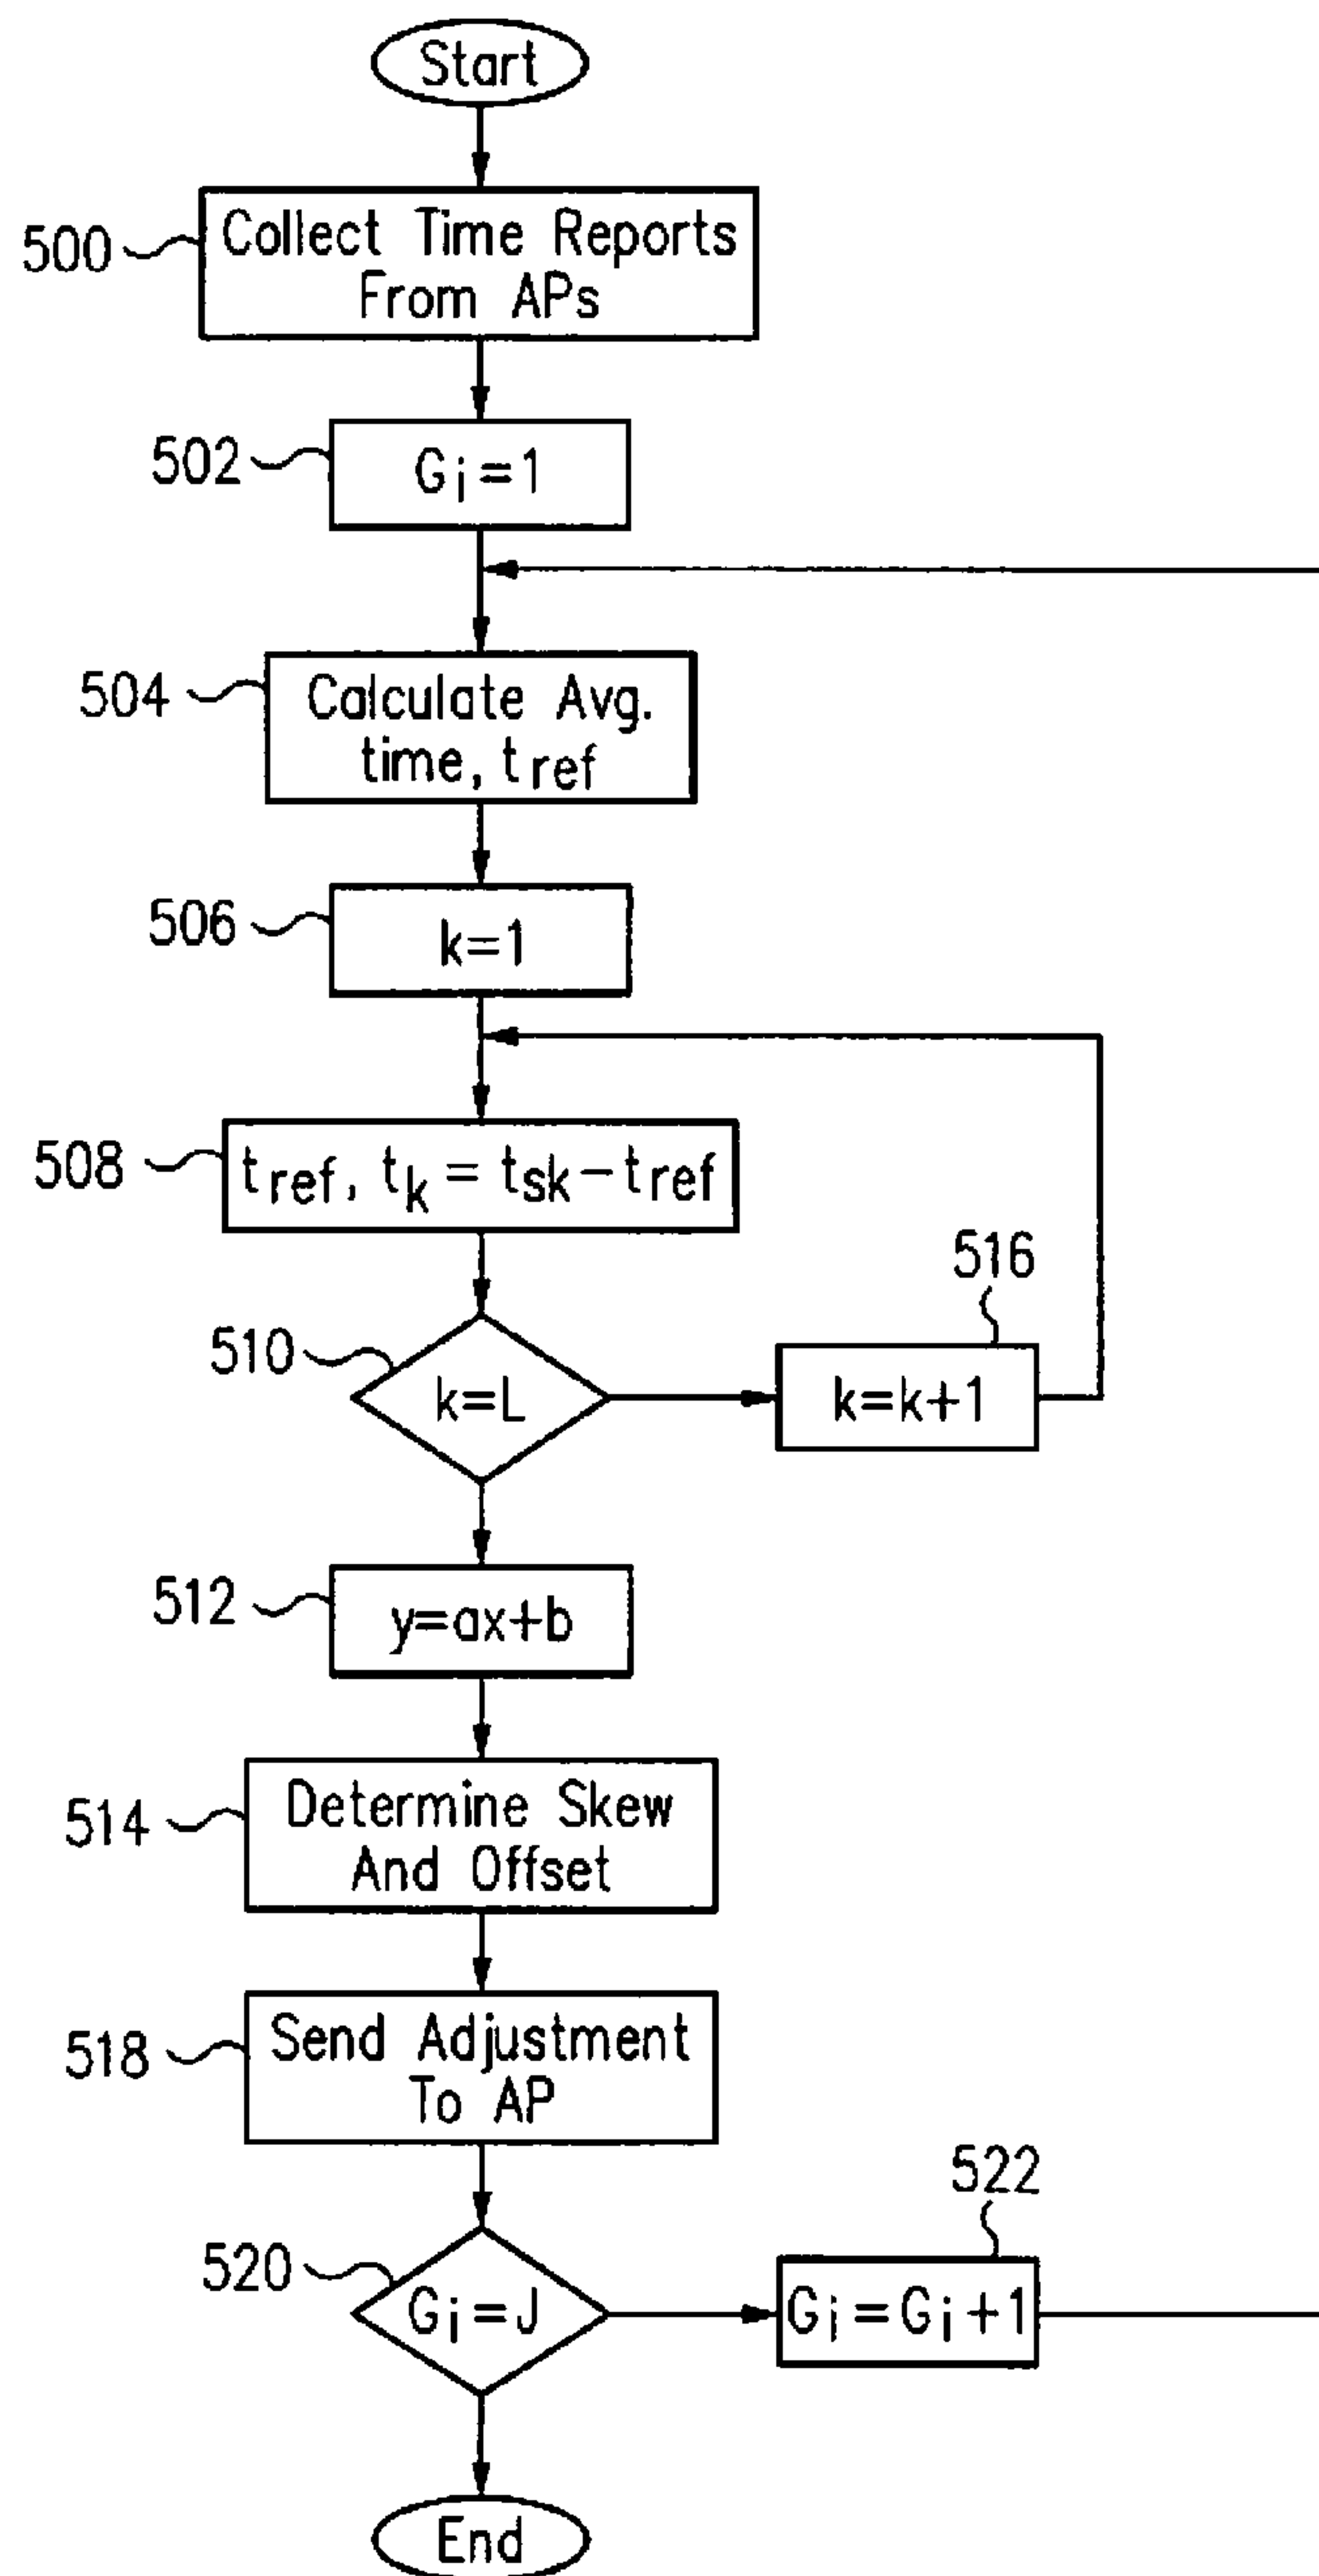 Start
500
Collect Time Reports
From APs
502
Gi=1
504
Calculate Avg.
time, tref
506
k=1
508
tref, tk = tsk-tref
516
510
k=L
k=k+1
512
y=ax+b
514
Determine Skew
And Offset
518
Send Adjustment
To AP
522
520
Gi=J
Gi=Gi+1
End